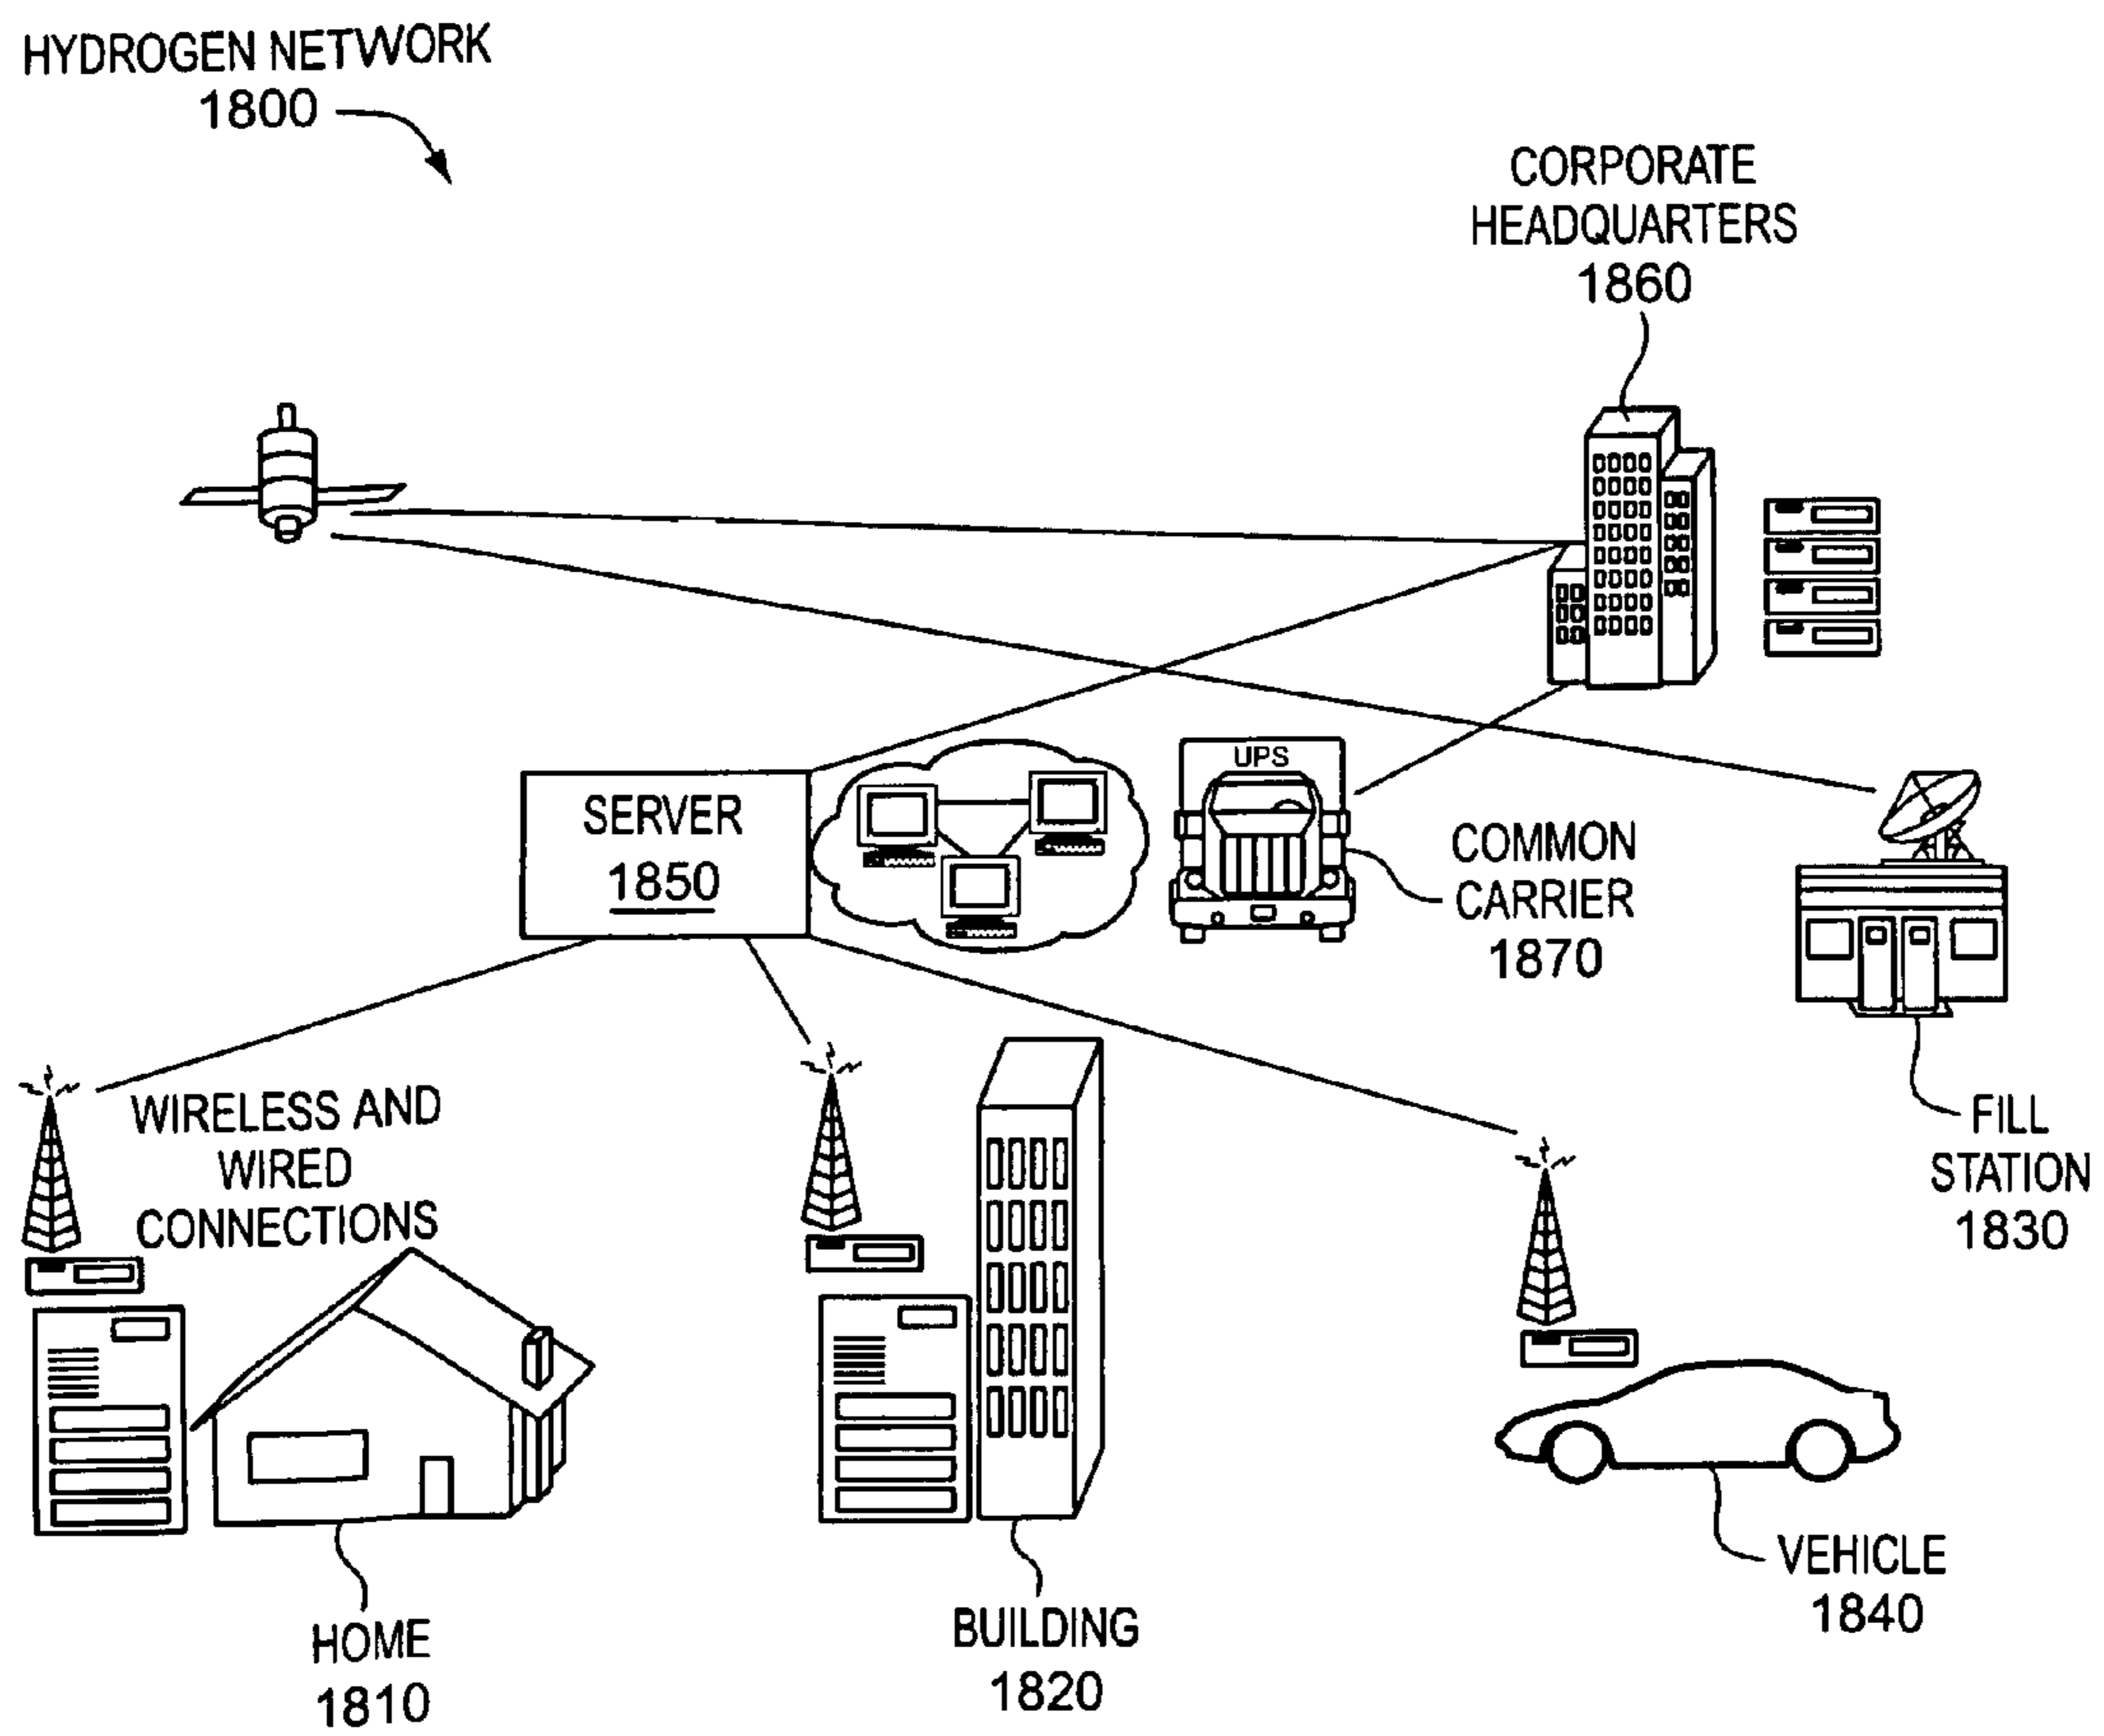 HYDROGEN NETWORK
1800
CORPORATE
HEADQUARTERS
1860
UPS
SERVER
1850
COMMON
CARRIER
1870
WIRELESS AND
WIRED
CONNECTIONS
FILL
STATION
1830
VEHICLE
1840
HOME
1810
BUILDING
1820